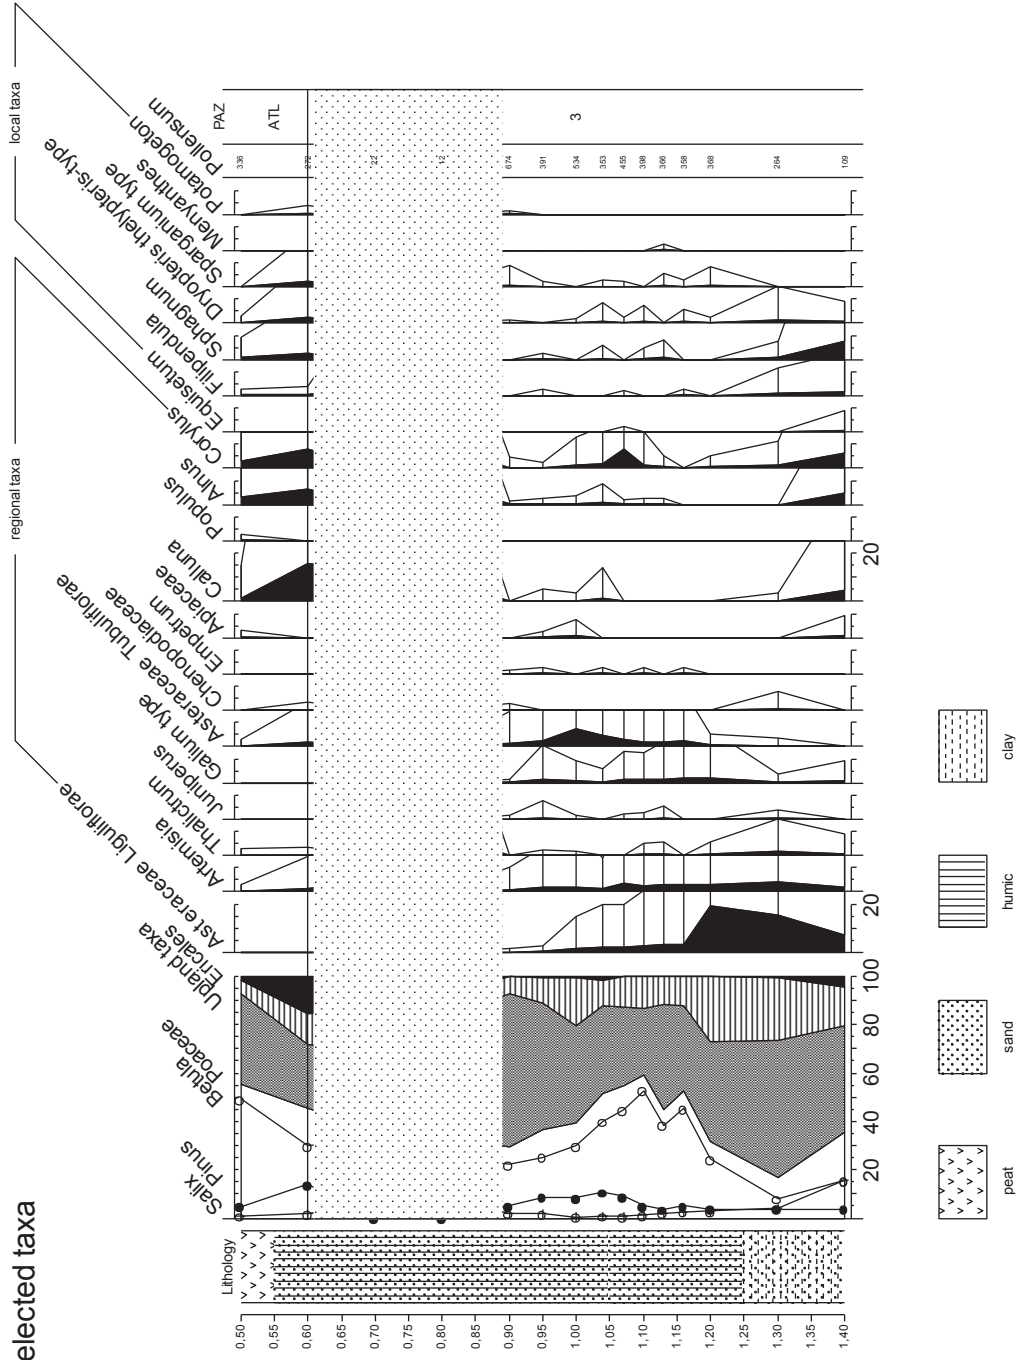 elected taxa
regional taxa
local taxa
Lithology
Salix
Pinus
Betula
Poaceae
Upland taxa
Ericales
Asteraceae Liguliflorae
Artemisia
Thalictrum
Juniperus
Galium type
Asteraceae Tubuliflorae
Chenopodiaceae
Empetrum
Apiaceae
Calluna
Populus
Alnus
Corylus
Equisetum
Filipendula
Sphagnum
Dryopteris thelypteris-type
Sparganium type
Menyanthes
Potamogeton
Pollensum
PAZ
0,50
336
ATL
0,55
0,60
272
0,65
0,70
22
0,75
0,80
12
0,85
0,90
674
0,95
391
1,00
534
3
1,05
353
455
1,10
398
366
1,15
358
1,20
368
1,25
1,30
264
1,35
1,40
109
20
40
60
80
100
20
20
peat
sand
humic
clay